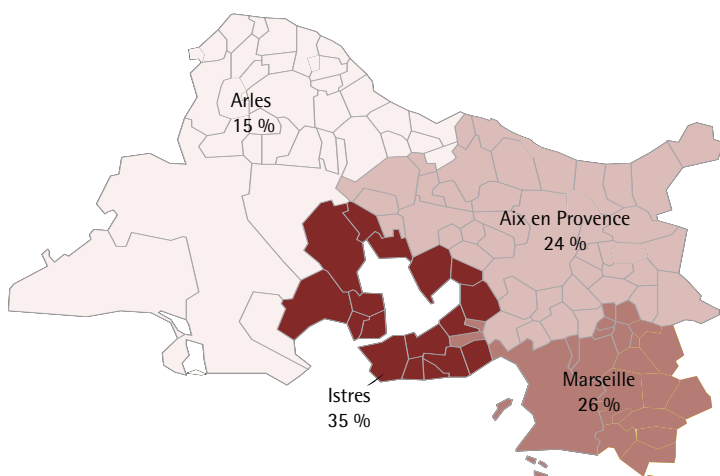 Arles
15 %
Aix en Provence
24 %
Marseille
26 %
Istres
35 %